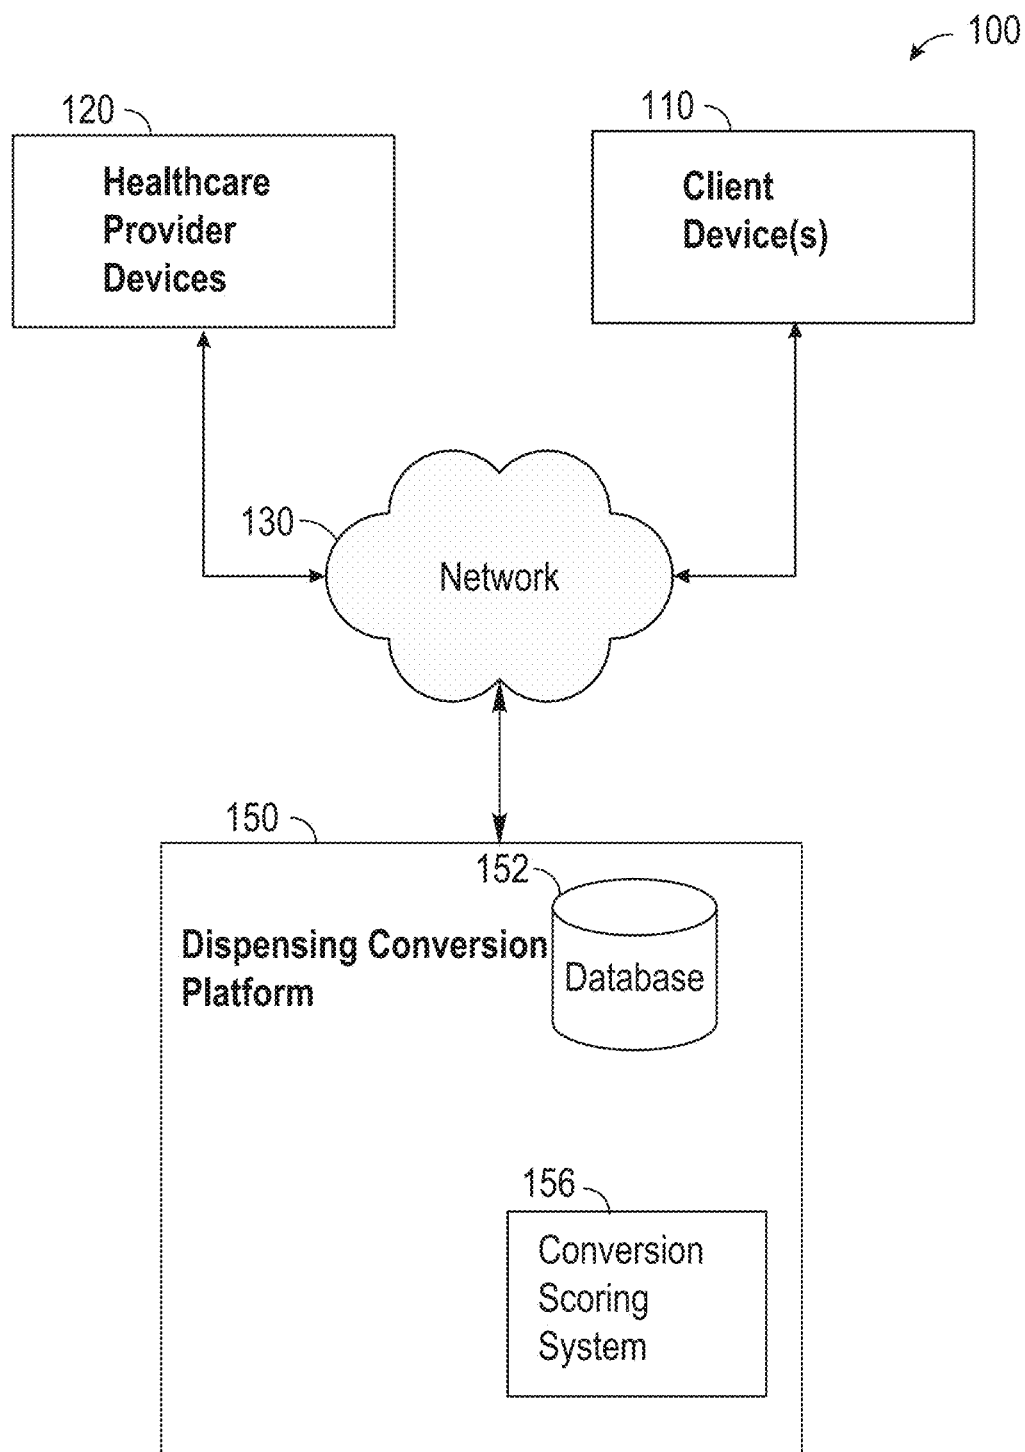 100
120
110
Healthcare
Provider
Devices
Client
Device(s)
130
Network
150
152
Dispensing Conversion
Platform
Database
156
Conversion
Scoring
System